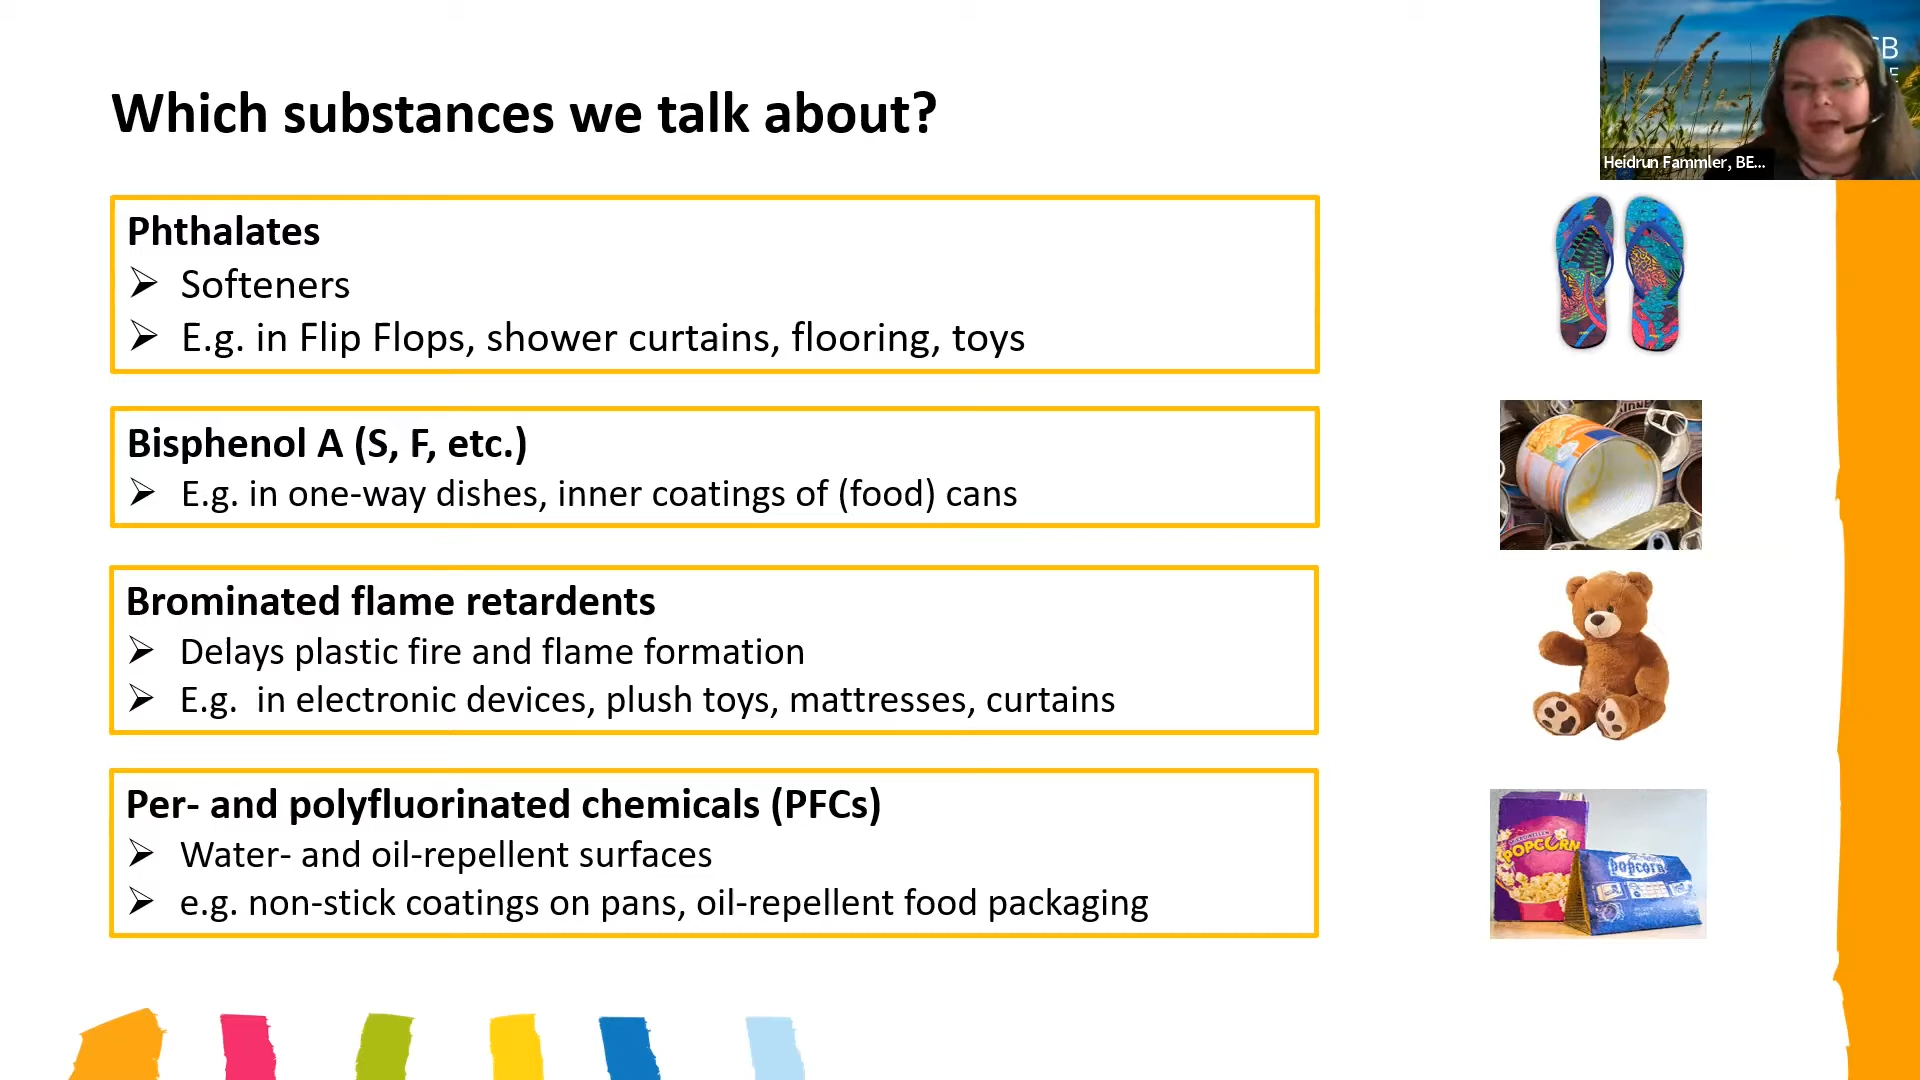 Which substances we talk about?
CB
E
Heidrun Fammler, BE...
Phthalates
➢ Softeners
➢ E.g. in Flip Flops, shower curtains, flooring, toys
Bisphenol A (S, F, etc.)
➢ E.g. in one-way dishes, inner coatings of (food) cans
Brominated flame retardents
➢ Delays plastic fire and flame formation
➢ E.g.  in electronic devices, plush toys, mattresses, curtains
Per- and polyfluorinated chemicals (PFCs)
➢ Water- and oil-repellent surfaces
➢ e.g. non-stick coatings on pans, oil-repellent food packaging
POPCORN
popcorn